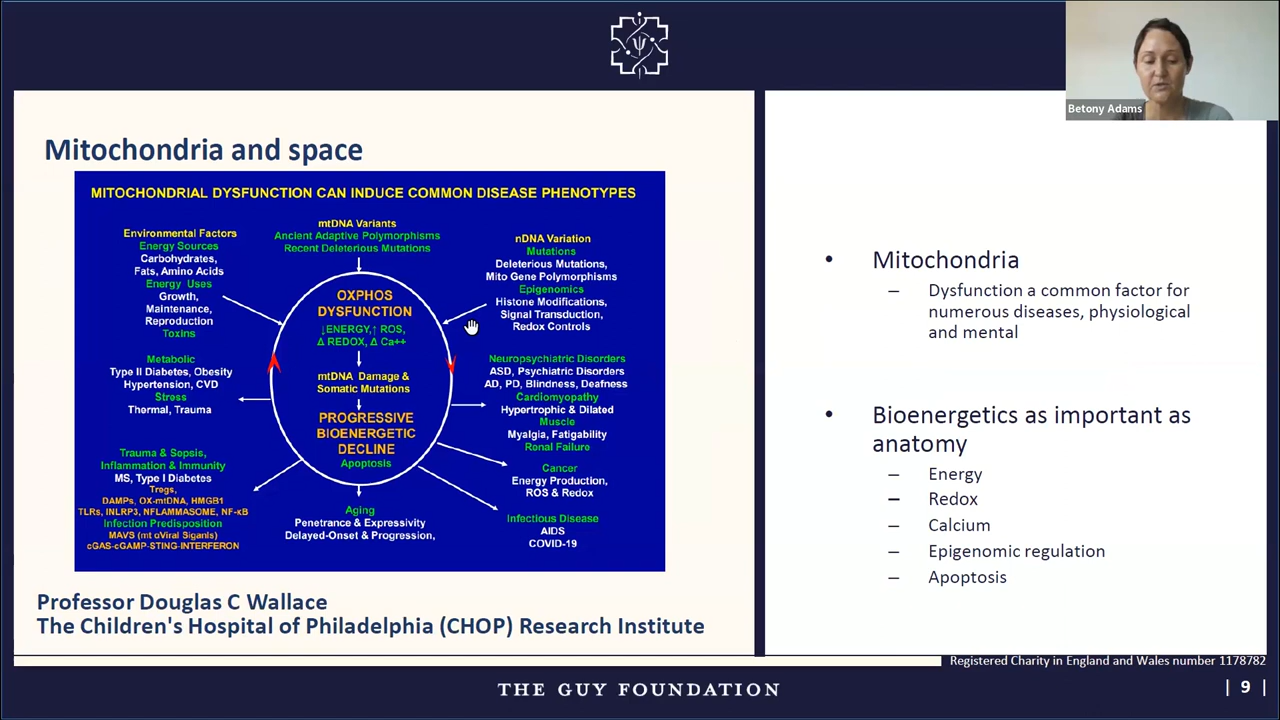 Betony Adams
Mitochondria and space
MITOCHONDRIAL DYSFUNCTION CAN INDUCE COMMON DISEASE PHENOTYPES
Environmental Factors
Energy Sources
Carbohydrates,
Fats, Amino Acids
Energy Uses
Growth,
Maintenance,
Reproduction
Toxins
mtDNA Variants
Ancient Adaptive Polymorphisms
Recent Deleterious Mutations
nDNA Variation
Mutations
Deleterious Mutations,
Mito Gene Polymorphisms
Epigenomics
Histone Modifications,
Signal Transduction,
Redox Controls
OXPHOS
DYSFUNCTION
↓ENERGY,↑ ROS,
Δ REDOX, Δ Ca++
mtDNA Damage &
Somatic Mutations
PROGRESSIVE
BIOENERGETIC
DECLINE
Apoptosis
Metabolic
Type II Diabetes, Obesity
Hypertension, CVD
Stress
Thermal, Trauma
Trauma & Sepsis,
Inflammation & Immunity
MS, Type I Diabetes
Tregs,
DAMPs, OX-mtDNA, HMGB1
TLRs, INLRP3, NFLAMMASOME, NF-κB
Infection Predisposition
MAVS (mt αViral Siganls)
cGAS-cGAMP-STING-INTERFERON
Aging
Penetrance & Expressivity
Delayed-Onset & Progression,
Neuropsychiatric Disorders
ASD, Psychiatric Disorders
AD, PD, Blindness, Deafness
Cardiomyopathy
Hypertrophic & Dilated
Muscle
Myalgia, Fatigability
Renal Failure
Cancer
Energy Production,
ROS & Redox
Infectious Disease
AIDS
COVID-19
Professor Douglas C Wallace
The Children's Hospital of Philadelphia (CHOP) Research Institute
• Mitochondria
– Dysfunction a common factor for
numerous diseases, physiological
and mental
• Bioenergetics as important as
anatomy
– Energy
– Redox
– Calcium
– Epigenomic regulation
– Apoptosis
Registered Charity in England and Wales number 1178782
THE GUY FOUNDATION
| 9 |